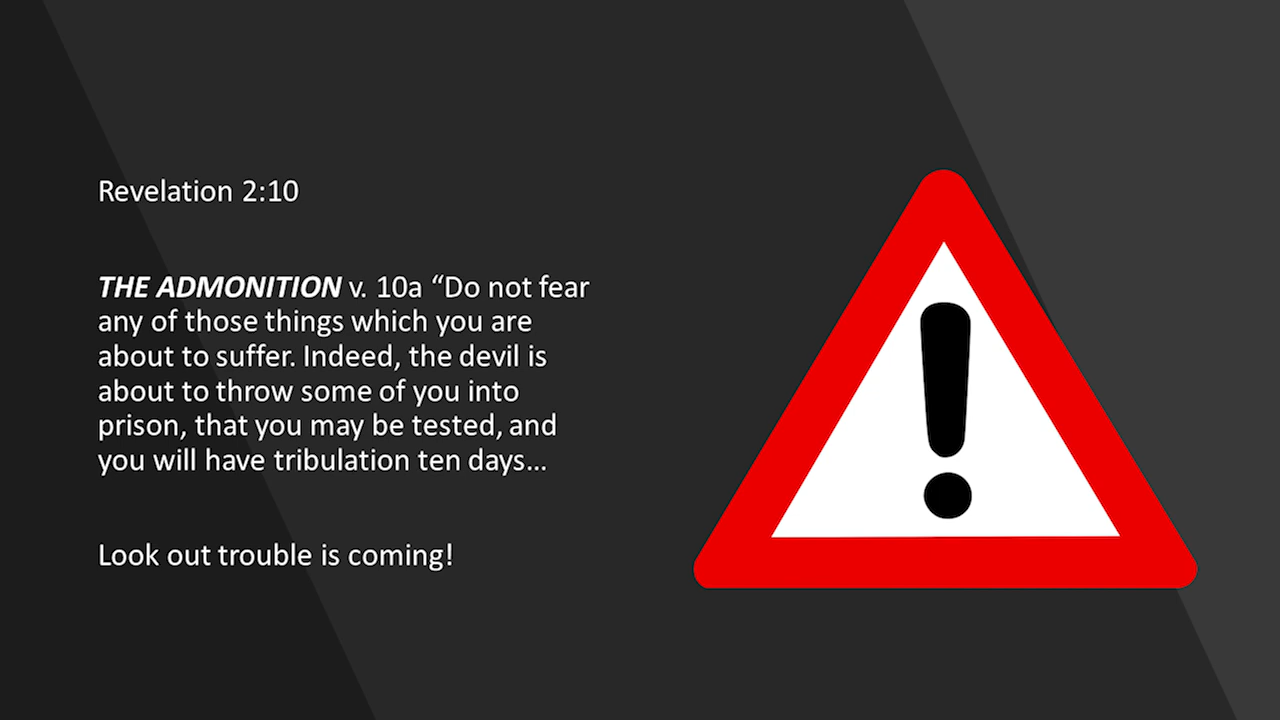 Revelation 2:10
THE ADMONITION v. 10a “Do not fear
any of those things which you are
about to suffer. Indeed, the devil is
about to throw some of you into
prison, that you may be tested, and
you will have tribulation ten days…
Look out trouble is coming!